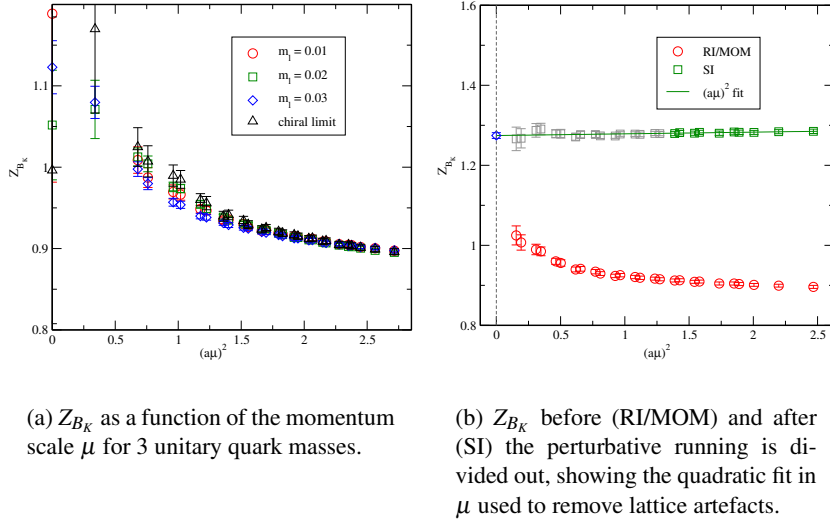 1.1
1
0.9
0.8
Z_{B_K}
0
0.5
1
1.5
2
2.5
(aμ)²
m_l = 0.01
m_l = 0.02
m_l = 0.03
chiral limit
1.6
1.4
1.2
1
0.8
Z_{B_K}
0
0.5
1
1.5
2
2.5
(aμ)²
RI/MOM
SI
(aμ)² fit
(a) Z_{B_K} as a function of the momentum
scale μ for 3 unitary quark masses.
(b) Z_{B_K} before (RI/MOM) and after
(SI) the perturbative running is di-
vided out, showing the quadratic fit in
μ used to remove lattice artefacts.